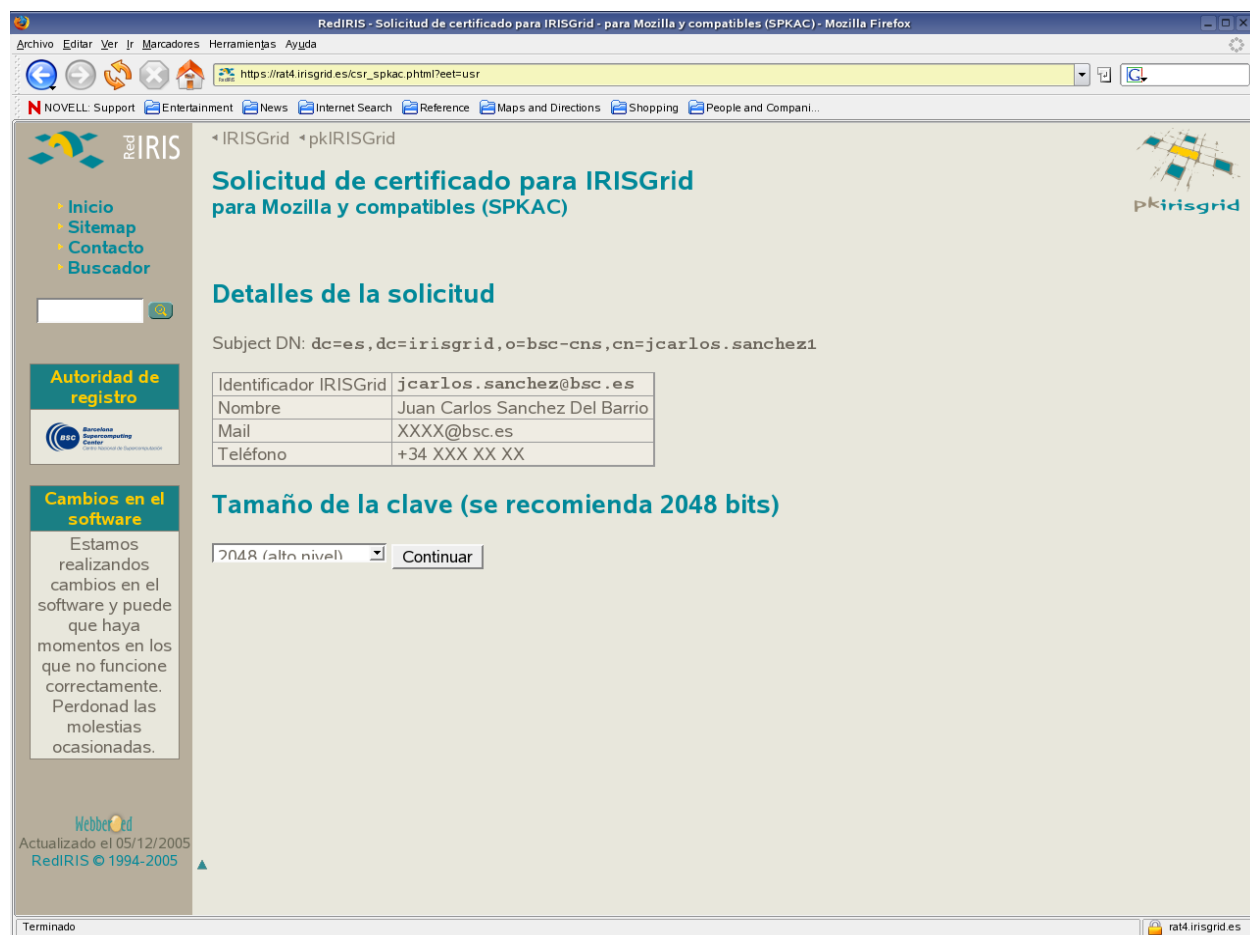 RedIRIS - Solicitud de certificado para IRISGrid - para Mozilla y compatibles (SPKAC) - Mozilla Firefox
Archivo Editar Ver Ir Marcadores Herramientas Ayuda
https://rat4.irisgrid.es/csr_spkac.phtml?eet=usr
G
NOVELL: Support Entertainment News Internet Search Reference Maps and Directions Shopping People and Compani...
Red IRIS
Inicio
Sitemap
Contacto
Buscador
Autoridad de
registro
BSC
Barcelona
Supercomputing
Center
Centro Nacional de Supercomputación
Cambios en el
software
Estamos
realizandos
cambios en el
software y puede
que haya
momentos en los
que no funcione
correctamente.
Perdonad las
molestias
ocasionadas.
WebbereRed
Actualizado el 05/12/2005
RedIRIS © 1994-2005
IRISGrid pkIRISGrid
Solicitud de certificado para IRISGrid
para Mozilla y compatibles (SPKAC)
pkirisgrid
Detalles de la solicitud
Subject DN: dc=es,dc=irisgrid,o=bsc-cns,cn=jcarlos.sanchez1
Identificador IRISGrid jcarlos.sanchez@bsc.es
Nombre Juan Carlos Sanchez Del Barrio
Mail XXXX@bsc.es
Teléfono +34 XXX XX XX
Tamaño de la clave (se recomienda 2048 bits)
2048 (alto nivel) Continuar
Terminado rat4.irisgrid.es